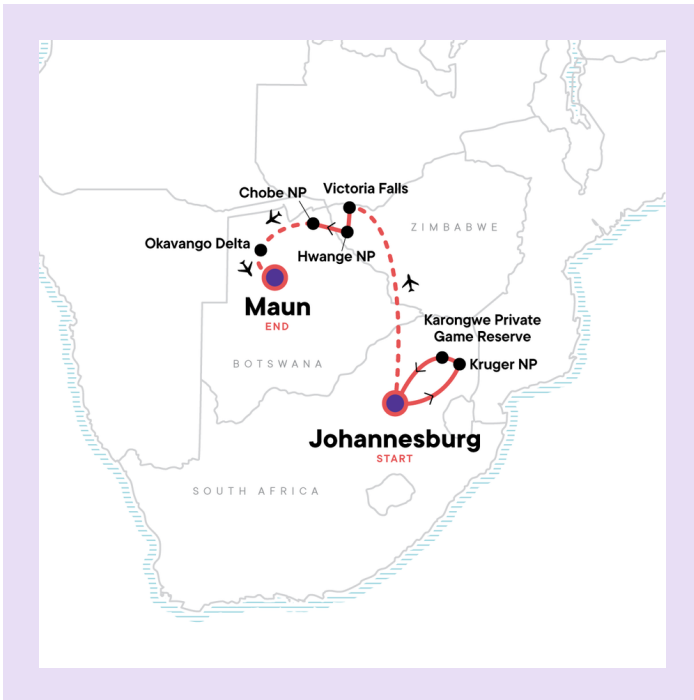 Chobe NP
Victoria Falls
ZIMBABWE
Okavango Delta
Hwange NP
Maun
END
Karongwe Private
Game Reserve
BOTSWANA
Kruger NP
Johannesburg
START
SOUTH AFRICA